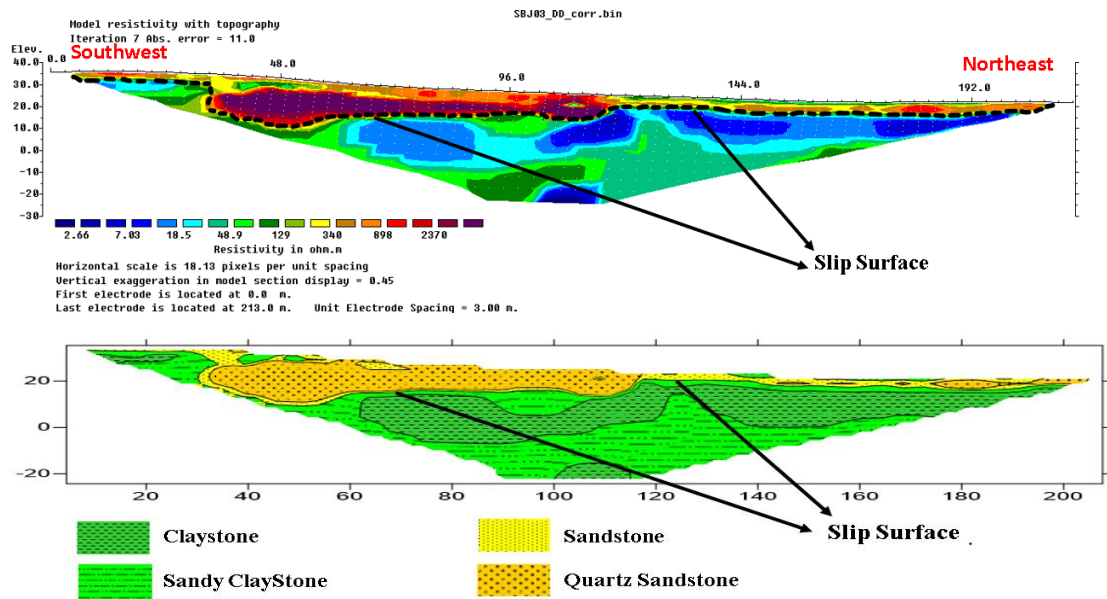 SBJ03_DD_corr.bin
Model resistivity with topography
Iteration 7 Abs. error = 11.0
Elev. 0.0 Southwest 48.0 96.0 144.0 192.0 Northeast
40.0
30.0
20.0
10.0
0.0
-10
-20
-30
2.66 7.03 18.5 48.9 129 340 898 2370
Resistivity in ohm.m
Slip Surface
Horizontal scale is 18.13 pixels per unit spacing
Vertical exaggeration in model section display = 0.45
First electrode is located at 0.0 m.
Last electrode is located at 213.0 m. Unit Electrode Spacing = 3.00 m.
20
0
-20
20 40 60 80 100 120 140 160 180 200
Claystone Sandstone Slip Surface .
Sandy ClayStone Quartz Sandstone